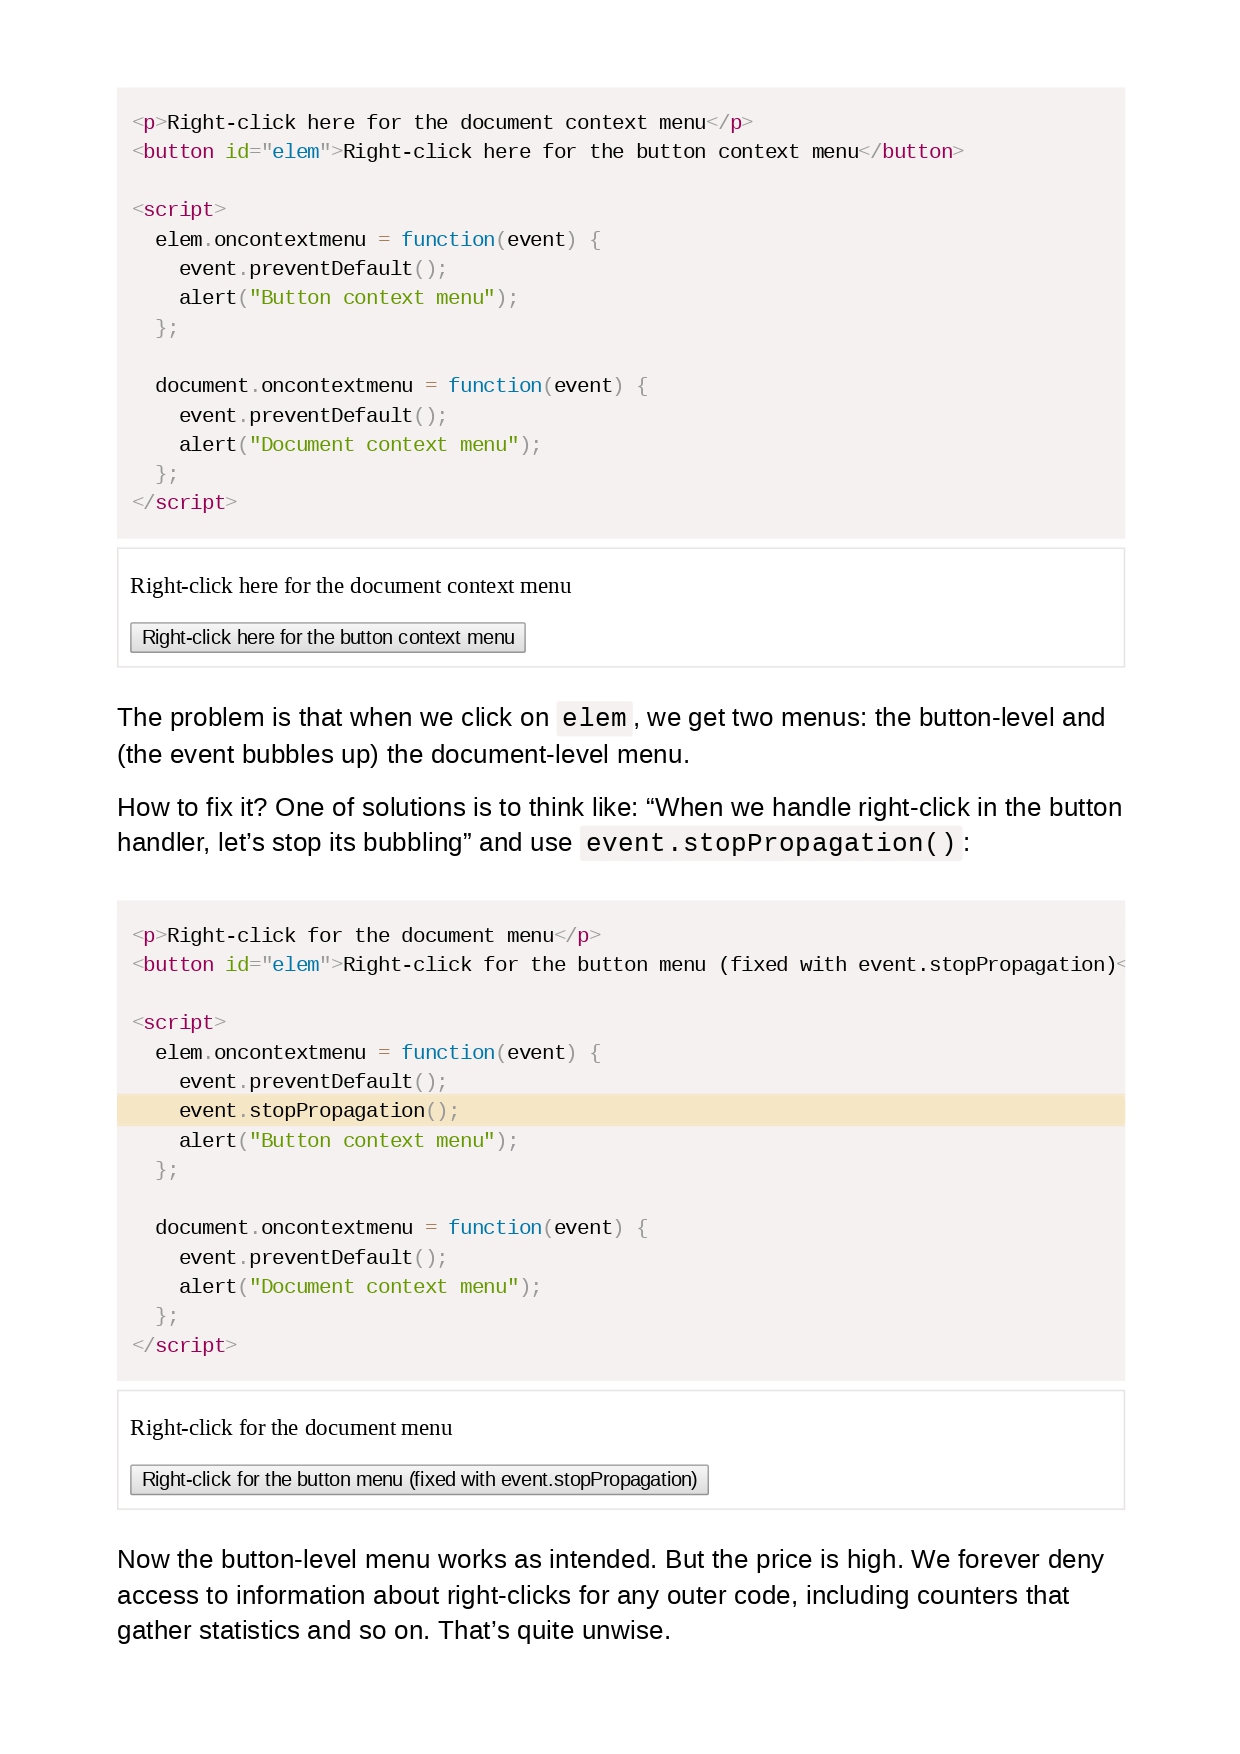 <p>Right-click here for the document context menu</p>
<button id="elem">Right-click here for the button context menu</button>
<script>
  elem.oncontextmenu = function(event) {
    event.preventDefault();
    alert("Button context menu");
  };
  document.oncontextmenu = function(event) {
    event.preventDefault();
    alert("Document context menu");
  };
</script>
Right-click here for the document context menu
Right-click here for the button context menu
The problem is that when we click on elem, we get two menus: the button-level and
(the event bubbles up) the document-level menu.
How to fix it? One of solutions is to think like: “When we handle right-click in the button
handler, let’s stop its bubbling” and use event.stopPropagation():
<p>Right-click for the document menu</p>
<button id="elem">Right-click for the button menu (fixed with event.stopPropagation)<
<script>
  elem.oncontextmenu = function(event) {
    event.preventDefault();
    event.stopPropagation();
    alert("Button context menu");
  };
  document.oncontextmenu = function(event) {
    event.preventDefault();
    alert("Document context menu");
  };
</script>
Right-click for the document menu
Right-click for the button menu (fixed with event.stopPropagation)
Now the button-level menu works as intended. But the price is high. We forever deny
access to information about right-clicks for any outer code, including counters that
gather statistics and so on. That’s quite unwise.